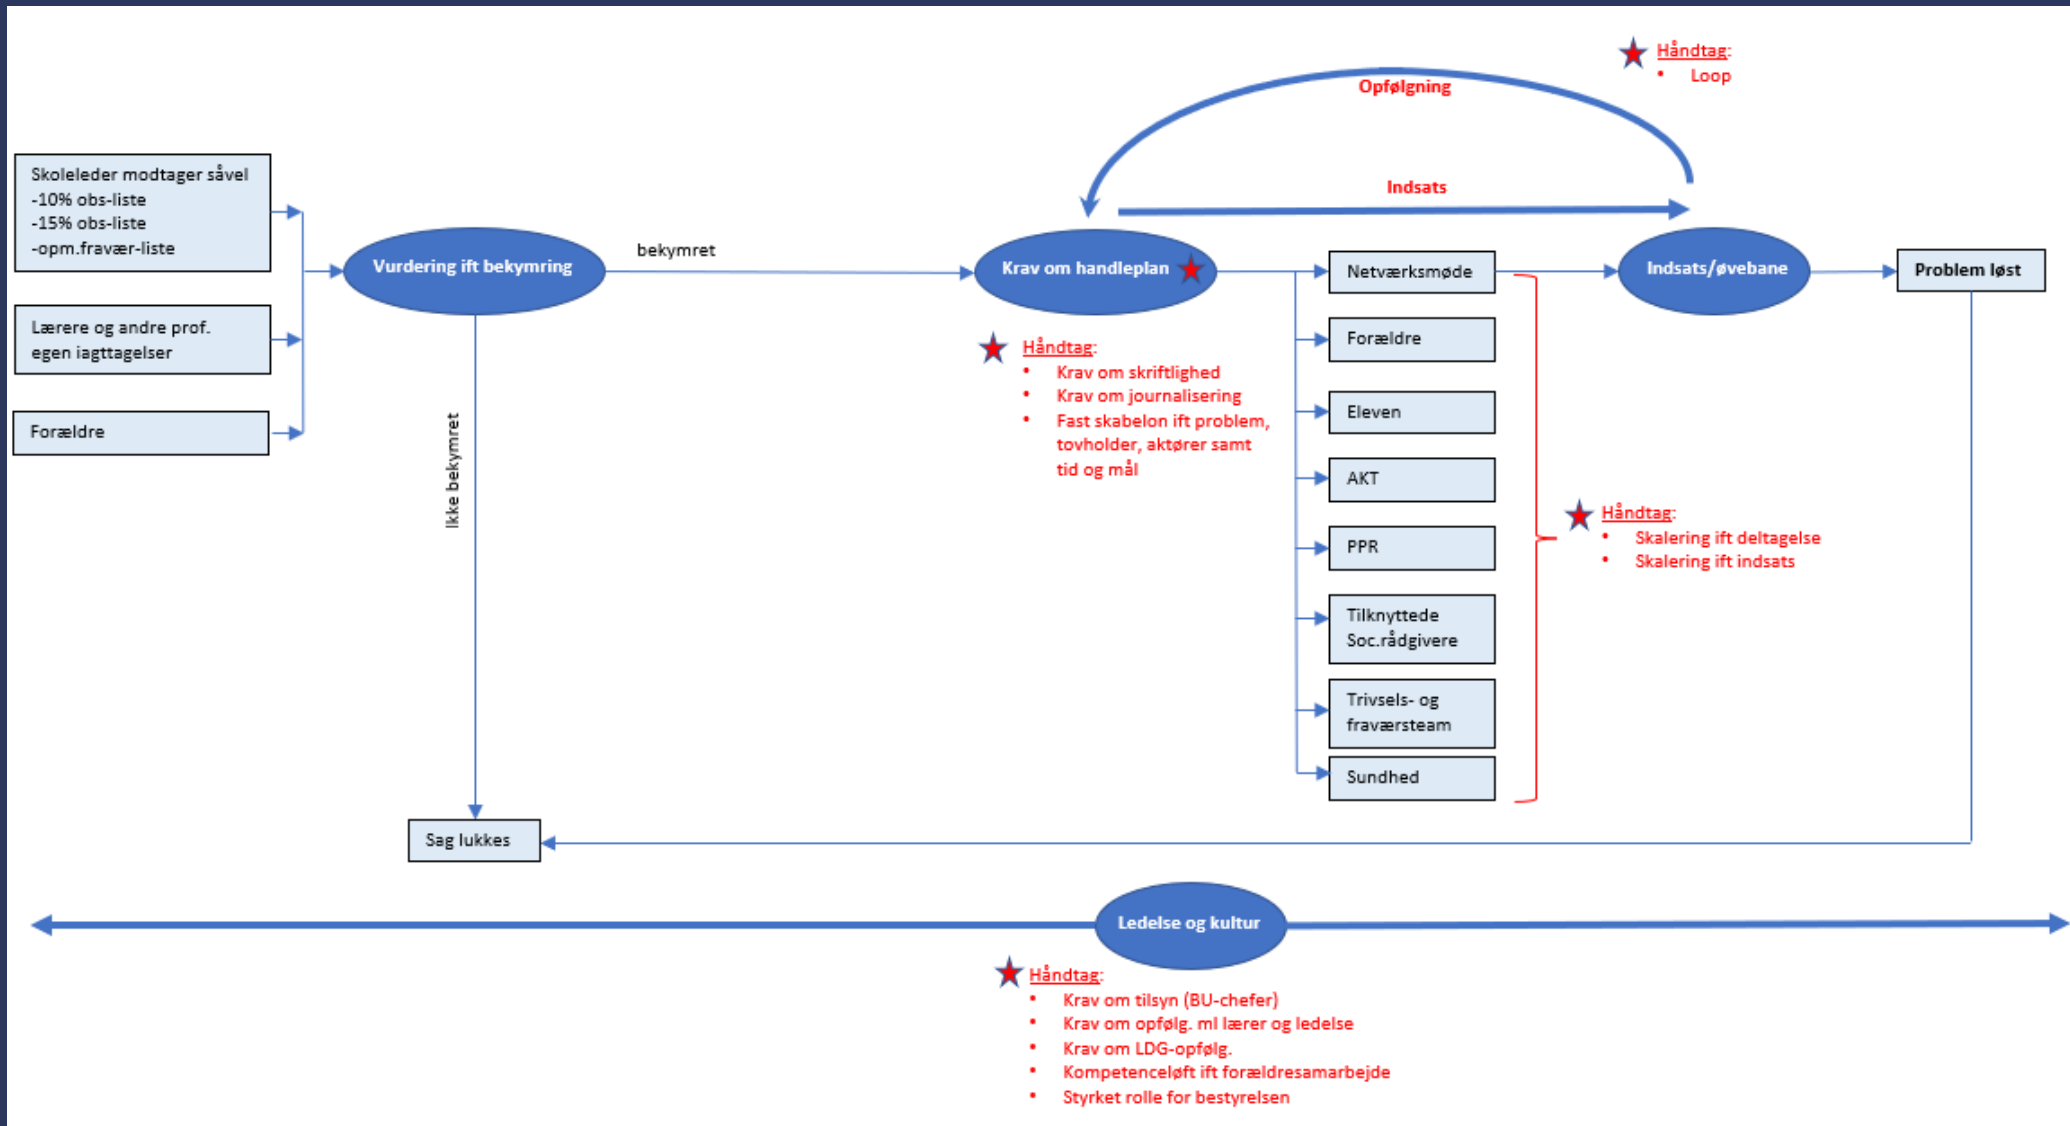 Håndtag:
• Loop
Opfølgning
Indsats
Skoleleder modtager såvel
-10% obs-liste
-15% obs-liste
-opm.fravær-liste
Lærere og andre prof.
egen iagttagelser
Forældre
Vurdering ift bekymring
bekymret
Ikke bekymret
Krav om handleplan
Håndtag:
• Krav om skriftlighed
• Krav om journalisering
• Fast skabelon ift problem,
tovholder, aktører samt
tid og mål
Netværksmøde
Forældre
Eleven
AKT
PPR
Tilknyttede
Soc.rådgivere
Trivsels- og
fraværsteam
Sundhed
Håndtag:
• Skalering ift deltagelse
• Skalering ift indsats
Indsats/øvebane
Problem løst
Sag lukkes
Ledelse og kultur
Håndtag:
• Krav om tilsyn (BU-chefer)
• Krav om opfølg. ml lærer og ledelse
• Krav om LDG-opfølg.
• Kompetenceløft ift forældresamarbejde
• Styrket rolle for bestyrelsen